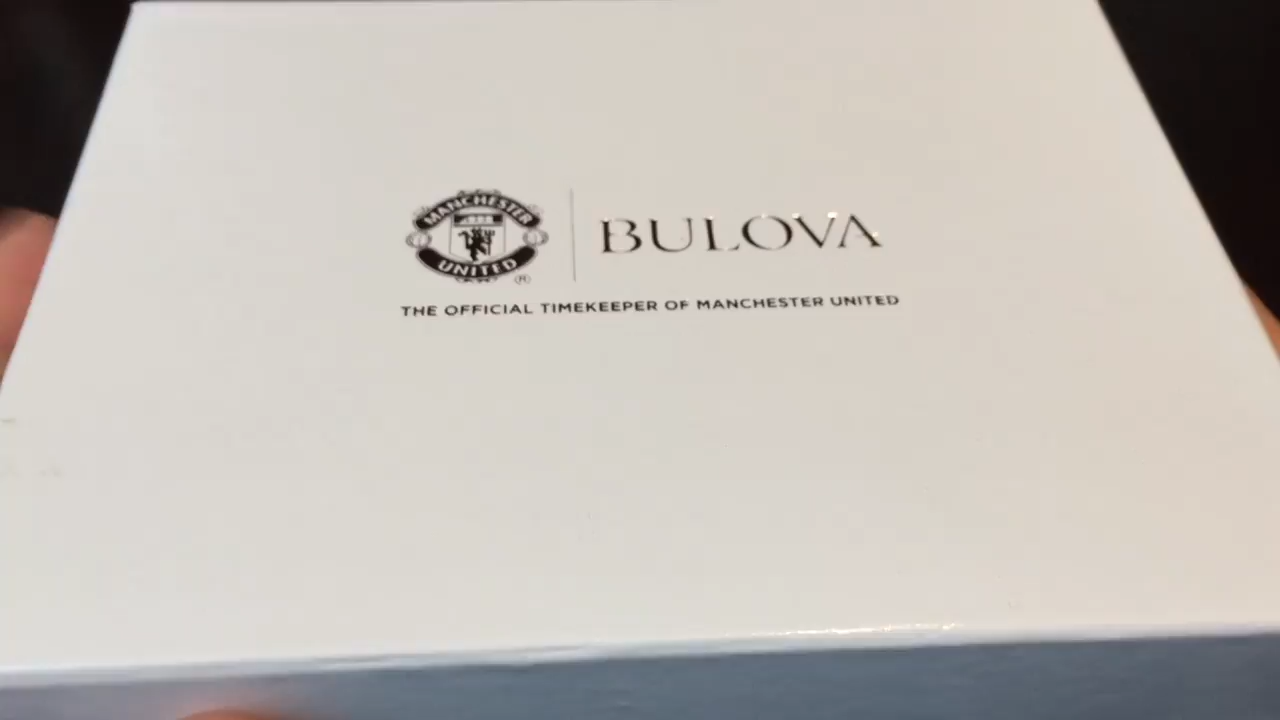 MANCHESTER
UNITED
®
BULOVA
THE OFFICIAL TIMEKEEPER OF MANCHESTER UNITED